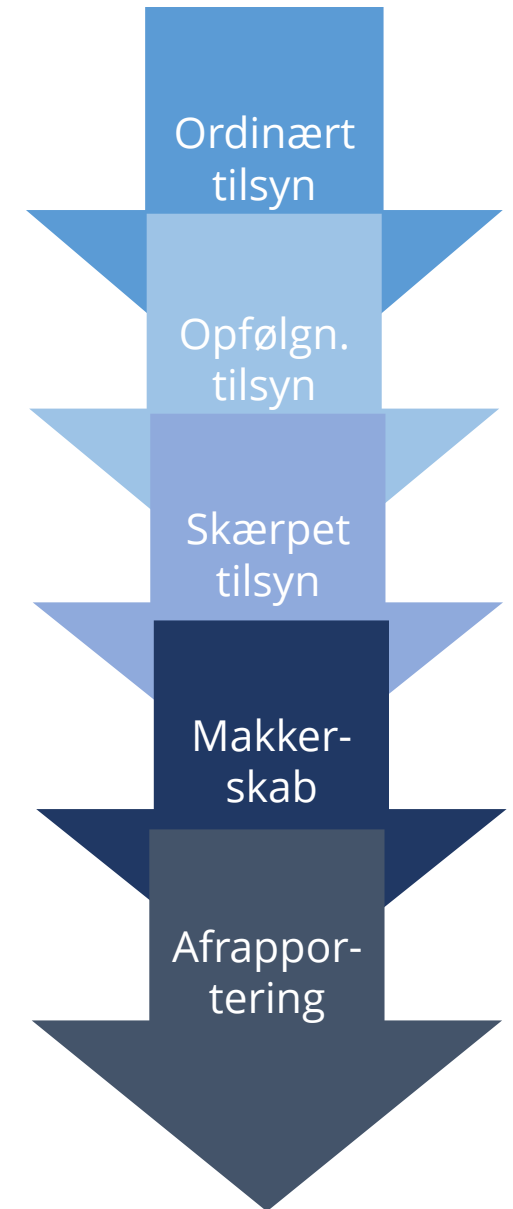 Ordinært
tilsyn
Opfølgn.
tilsyn
Skærpet
tilsyn
Makker-
skab
Afrappor-
tering